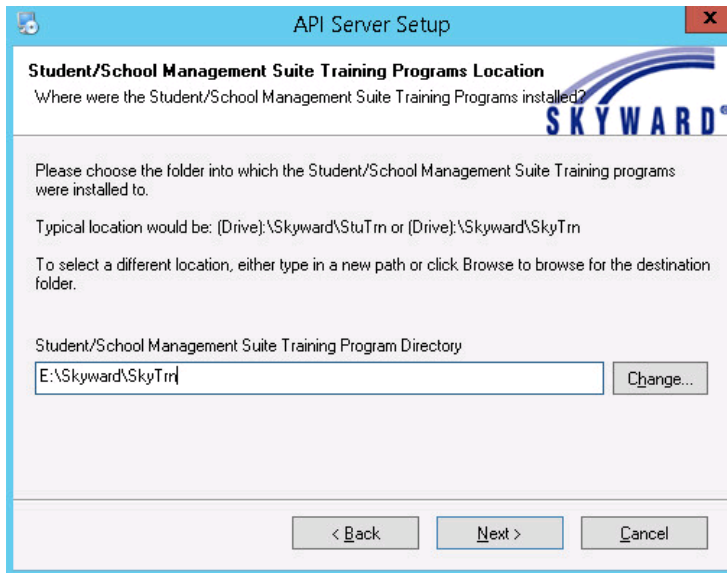 API Server Setup
x
Student/School Management Suite Training Programs Location
Where were the Student/School Management Suite Training Programs installed?
SKYWARD®
Please choose the folder into which the Student/School Management Suite Training programs
were installed to.
Typical location would be: (Drive):\Skyward\StuTrn or (Drive):\Skyward\SkyTrn
To select a different location, either type in a new path or click Browse to browse for the destination
folder.
Student/School Management Suite Training Program Directory
E:\Skyward\SkyTrn
Change...
< Back
Next >
Cancel